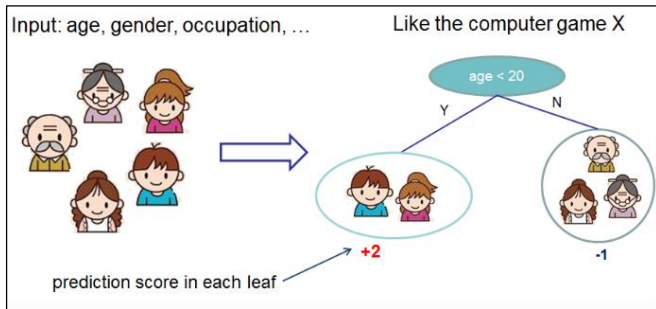 Input: age, gender, occupation, …
Like the computer game X
age < 20
Y
N
+2
-1
prediction score in each leaf